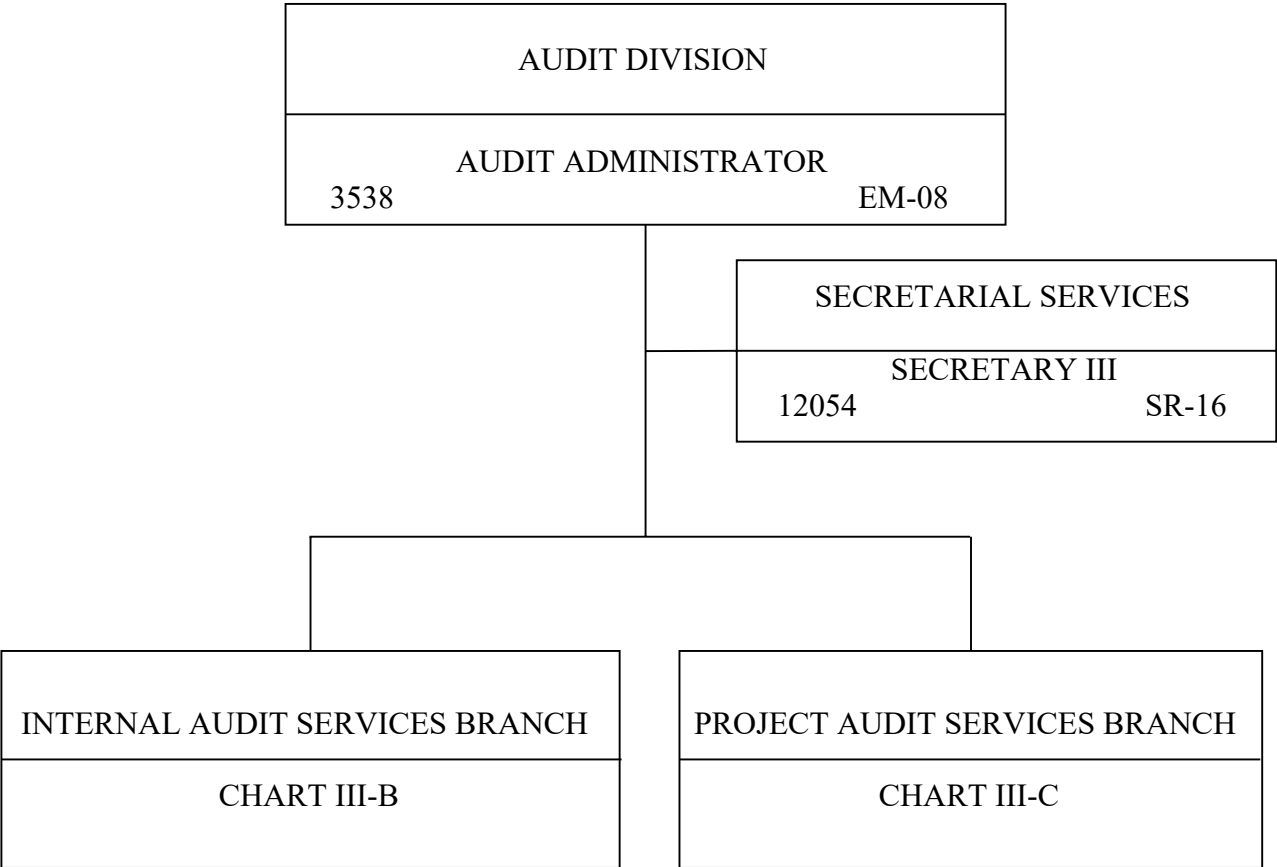 AUDIT DIVISION
AUDIT ADMINISTRATOR
3538 EM-08
SECRETARIAL SERVICES
SECRETARY III
12054 SR-16
INTERNAL AUDIT SERVICES BRANCH
CHART III-B
PROJECT AUDIT SERVICES BRANCH
CHART III-C